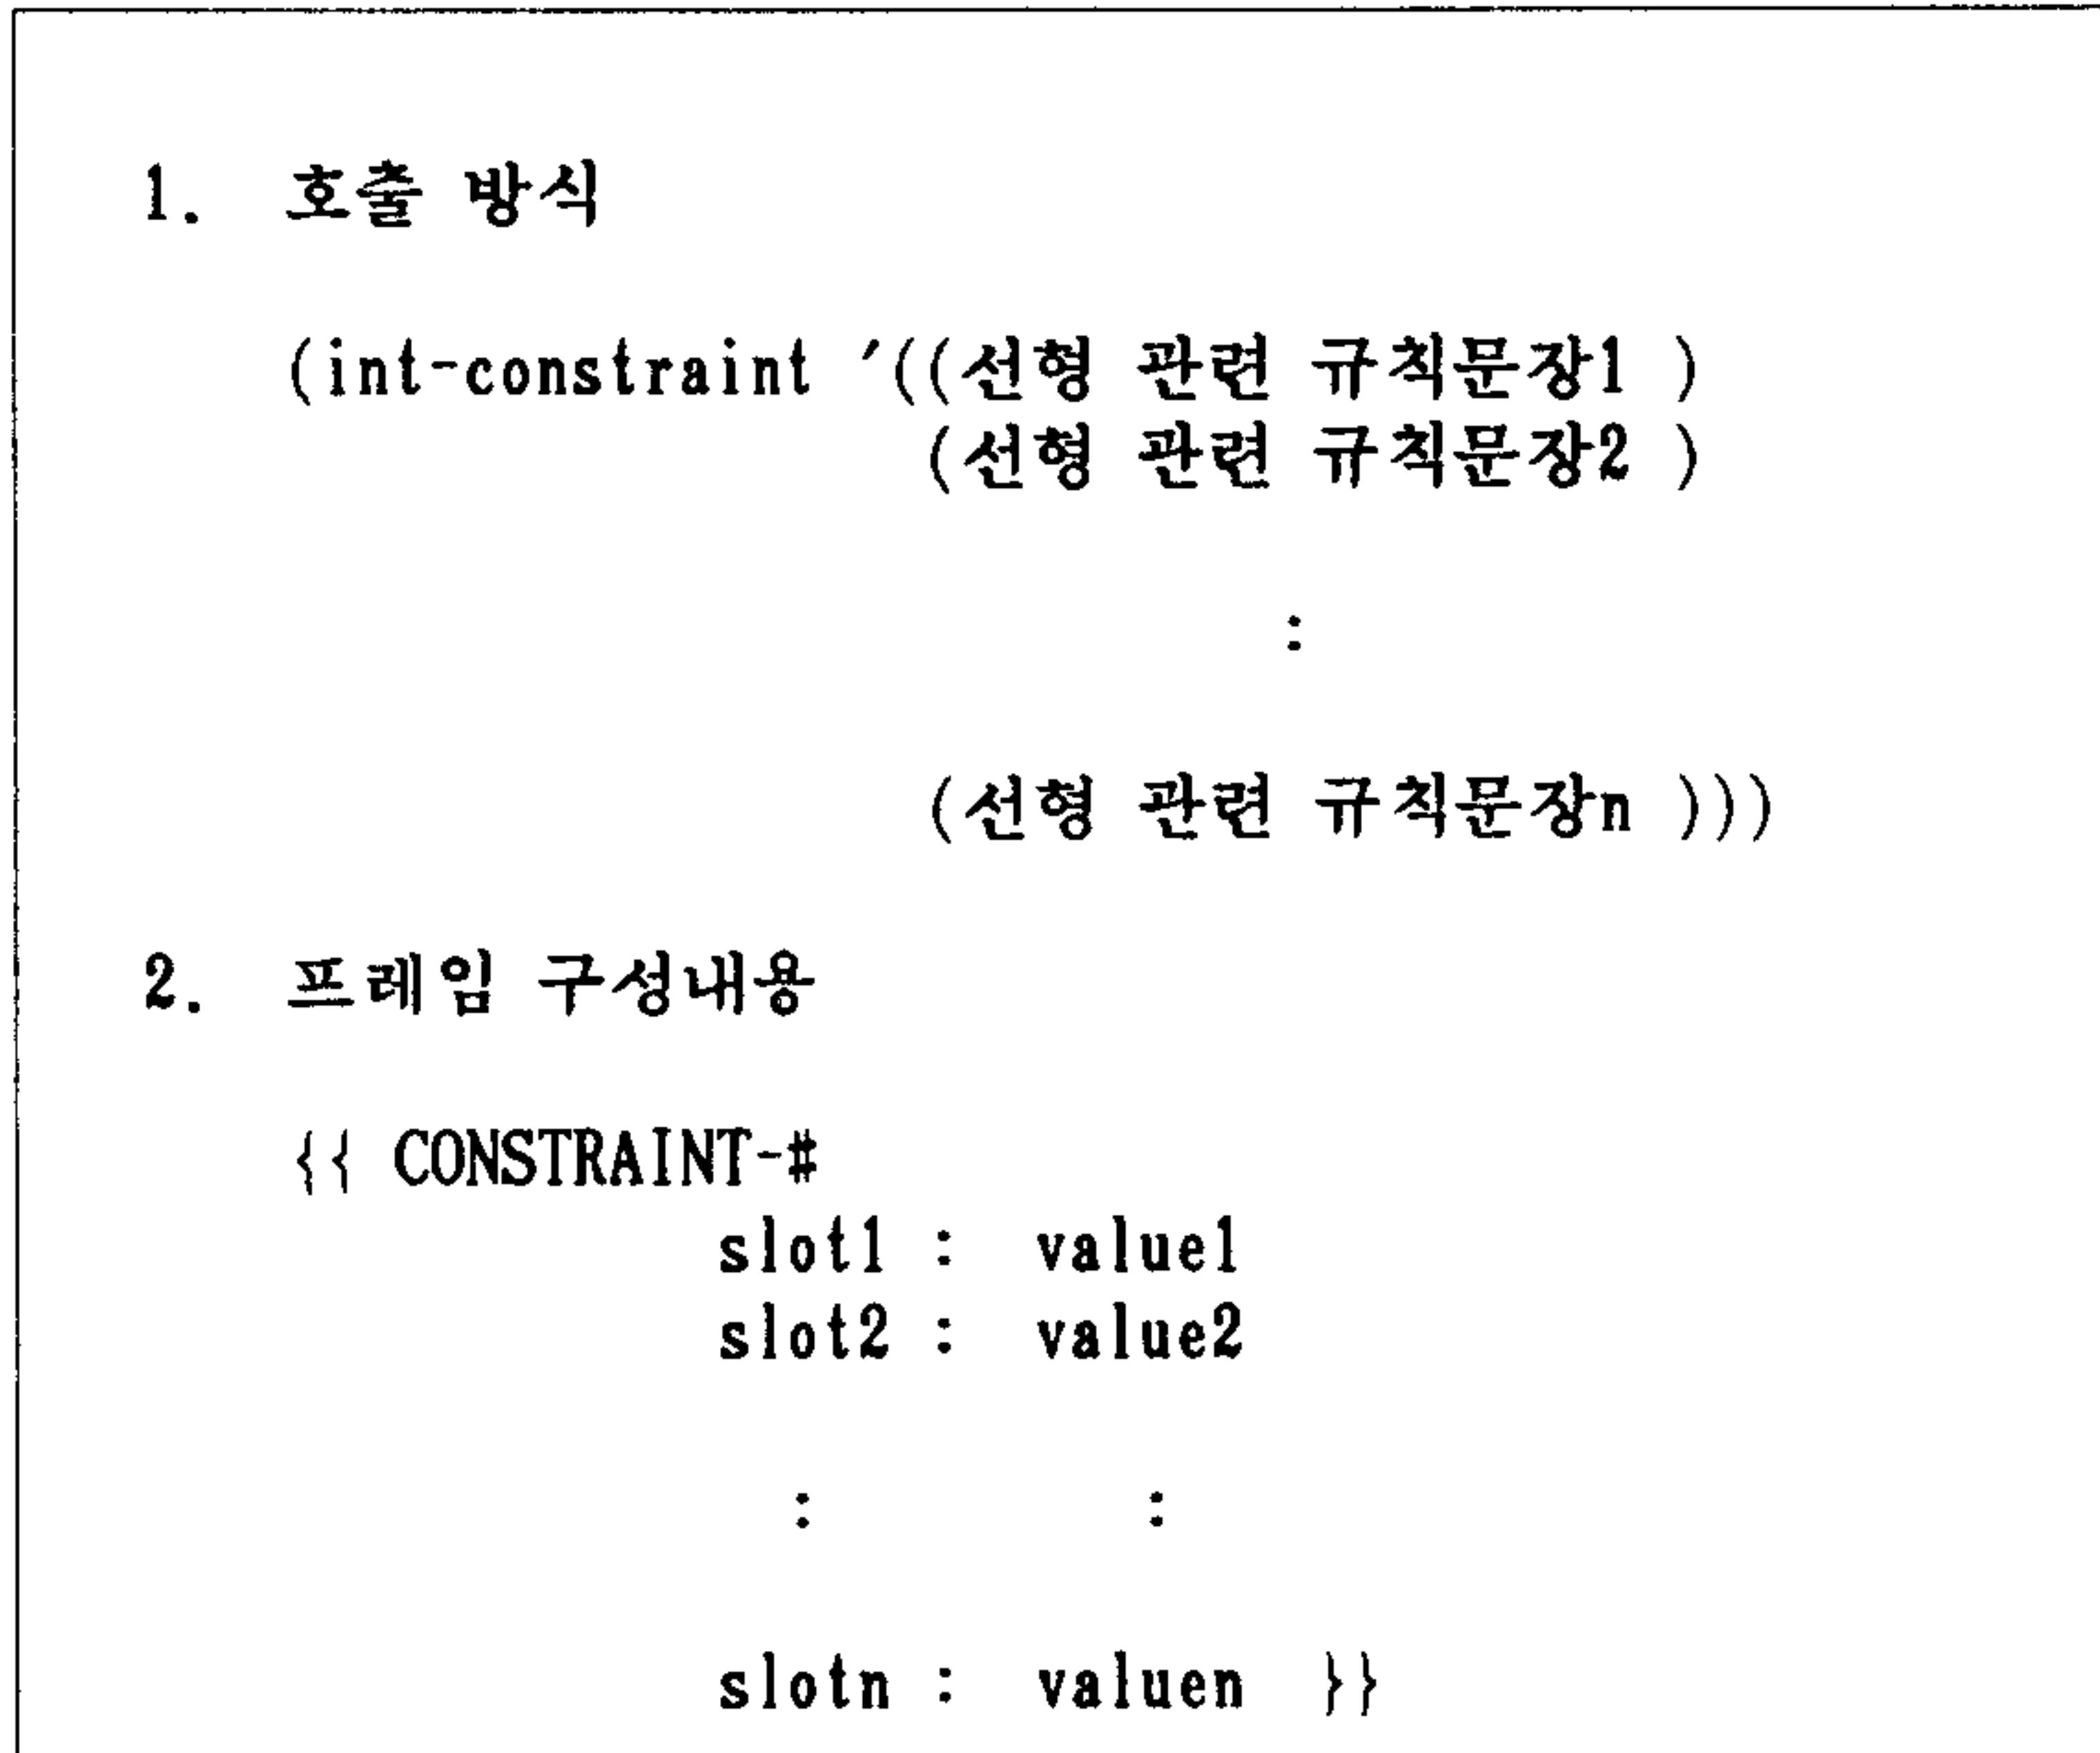 1. 호출 방식
(int-constraint '((선형 관련 규칙문장1 )
(선형 관련 규칙문장2 )
:
(선형 관련 규칙문장n )))
2. 프레임 구성내용
{{ CONSTRAINT-#
slot1 : value1
slot2 : value2
: :
slotn : valuen }}